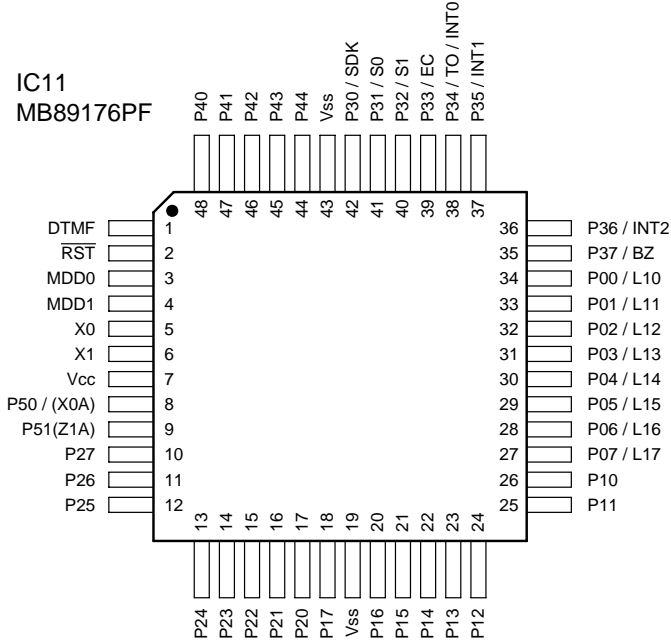 IC11
MB89176PF
P40
P41
P42
P43
P44
Vss
P30 / SDK
P31 / S0
P32 / S1
P33 / EC
P34 / TO / INT0
P35 / INT1
48
47
46
45
44
43
42
41
40
39
38
37
DTMF 1
RST 2
MDD0 3
MDD1 4
X0 5
X1 6
Vcc 7
P50 / (X0A) 8
P51(Z1A) 9
P27 10
P26 11
P25 12
36 P36 / INT2
35 P37 / BZ
34 P00 / L10
33 P01 / L11
32 P02 / L12
31 P03 / L13
30 P04 / L14
29 P05 / L15
28 P06 / L16
27 P07 / L17
26 P10
25 P11
13
14
15
16
17
18
19
20
21
22
23
24
P24
P23
P22
P21
P20
P17
Vss
P16
P15
P14
P13
P12